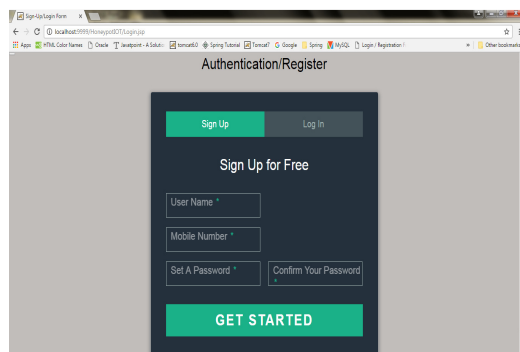 Sign-Up/Login Form
localhost:9999/HoneypotIDT/Login.jsp
Apps HTML Color Names Oracle Javatpoint - A Solutic tomcat6.0 Spring Tutorial Tomcat7 Google Spring MySQL Login / Registration f » Other bookmarks
Authentication/Register
Sign Up Log In
Sign Up for Free
User Name *
Mobile Number *
Set A Password * Confirm Your Password *
GET STARTED